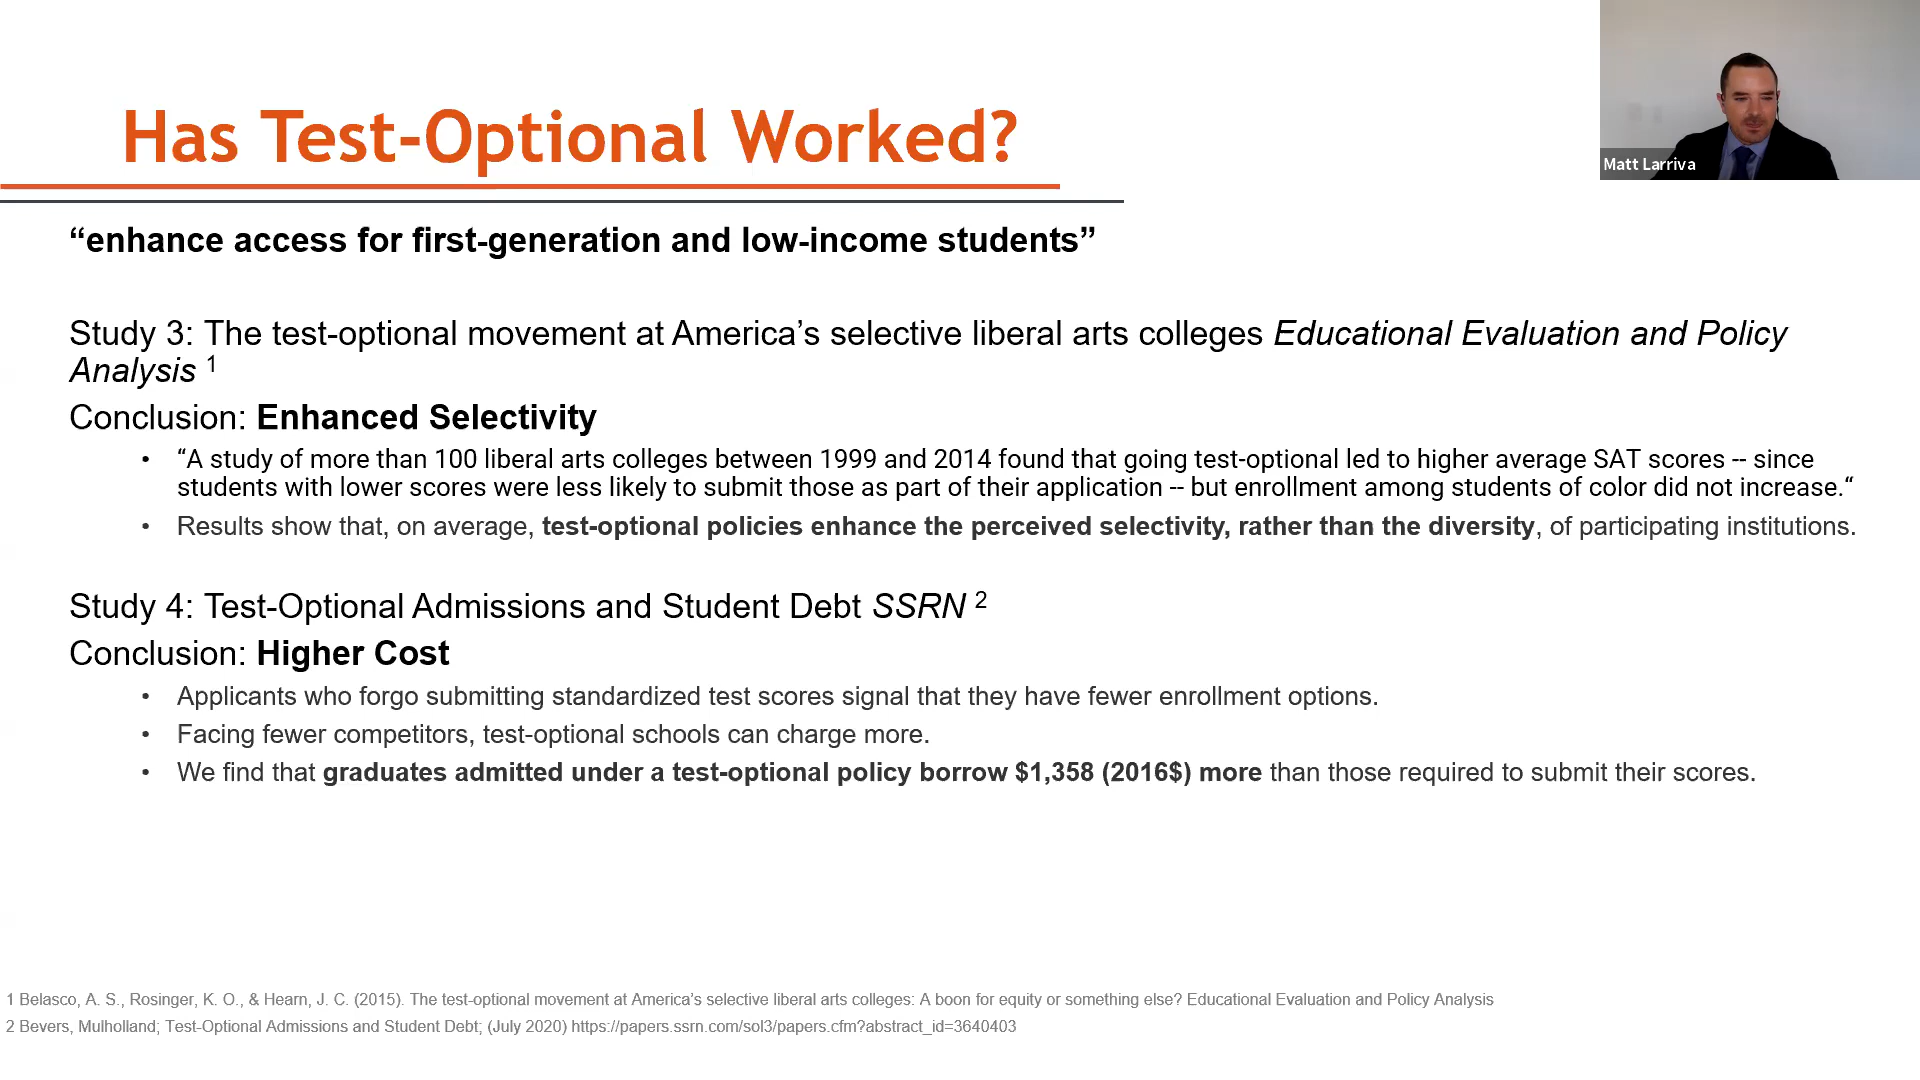 Has Test-Optional Worked?
Matt Larriva
“enhance access for first-generation and low-income students”
Study 3: The test-optional movement at America’s selective liberal arts colleges Educational Evaluation and Policy
Analysis 1
Conclusion: Enhanced Selectivity
• “A study of more than 100 liberal arts colleges between 1999 and 2014 found that going test-optional led to higher average SAT scores -- since
students with lower scores were less likely to submit those as part of their application -- but enrollment among students of color did not increase.“
• Results show that, on average, test-optional policies enhance the perceived selectivity, rather than the diversity, of participating institutions.
Study 4: Test-Optional Admissions and Student Debt SSRN 2
Conclusion: Higher Cost
• Applicants who forgo submitting standardized test scores signal that they have fewer enrollment options.
• Facing fewer competitors, test-optional schools can charge more.
• We find that graduates admitted under a test-optional policy borrow $1,358 (2016$) more than those required to submit their scores.
1 Belasco, A. S., Rosinger, K. O., & Hearn, J. C. (2015). The test-optional movement at America’s selective liberal arts colleges: A boon for equity or something else? Educational Evaluation and Policy Analysis
2 Bevers, Mulholland; Test-Optional Admissions and Student Debt; (July 2020) https://papers.ssrn.com/sol3/papers.cfm?abstract_id=3640403